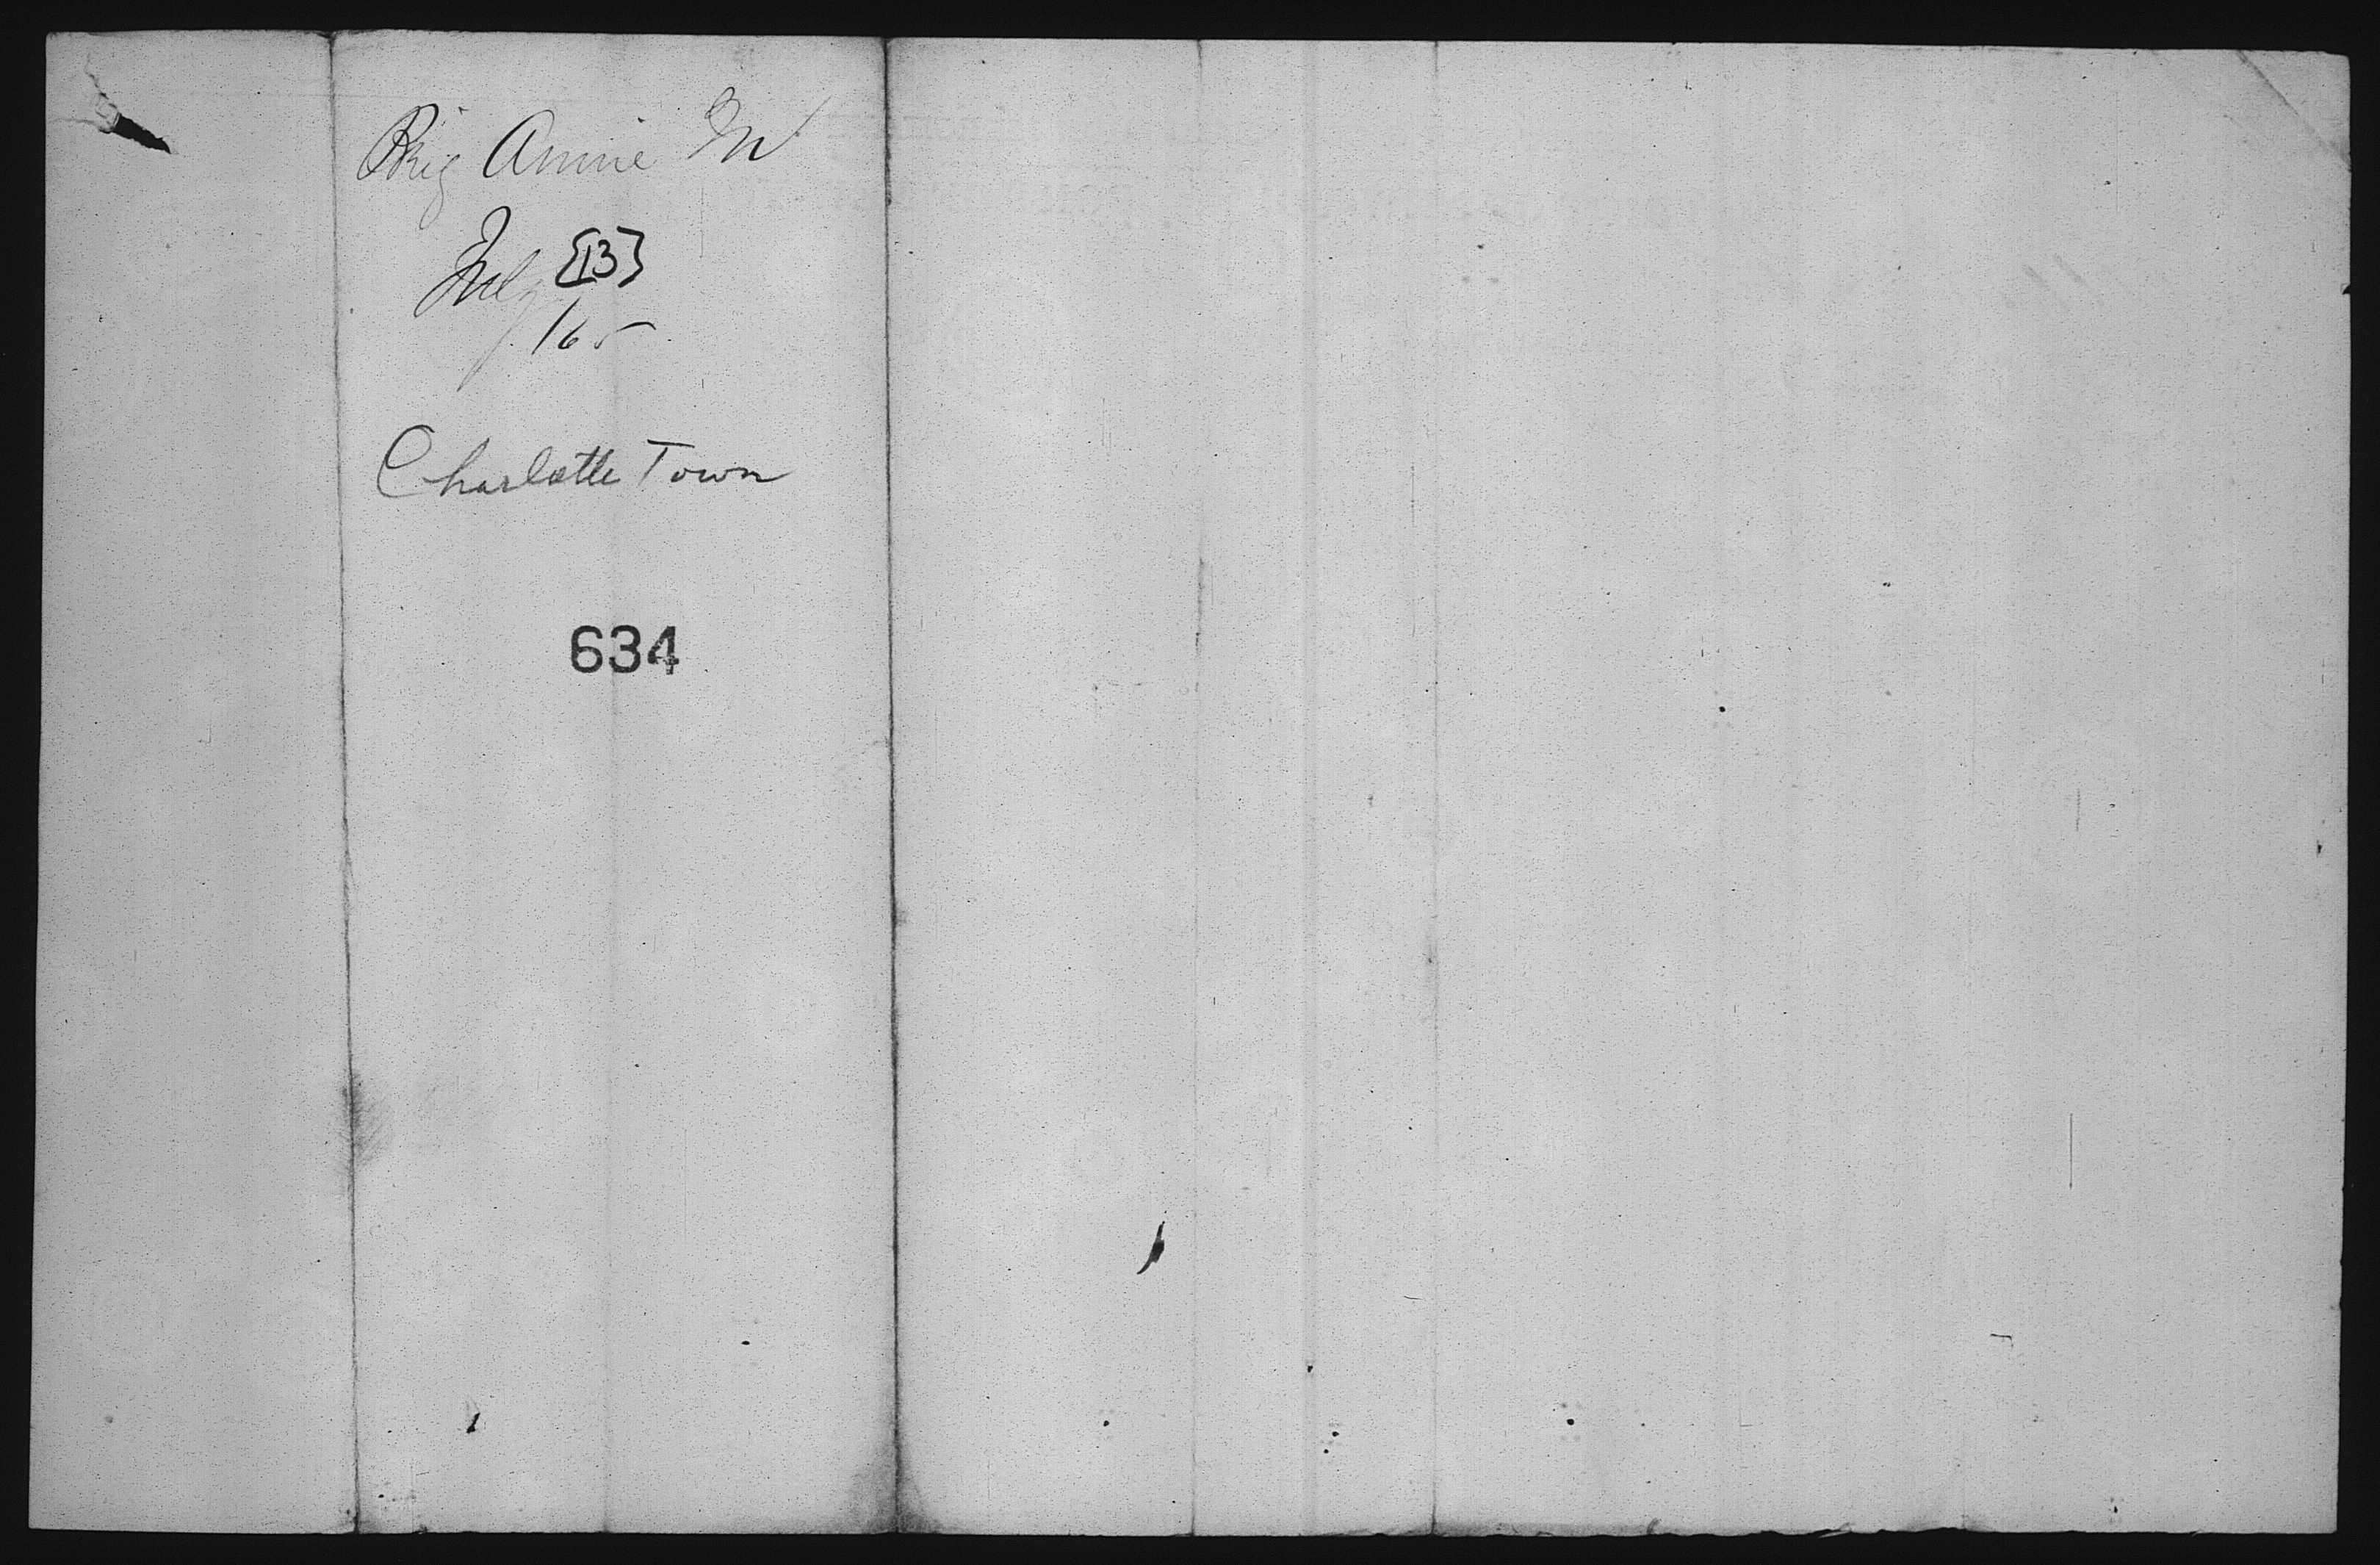 Brig Annie M
July {13}
/65
Charlotte Town
634